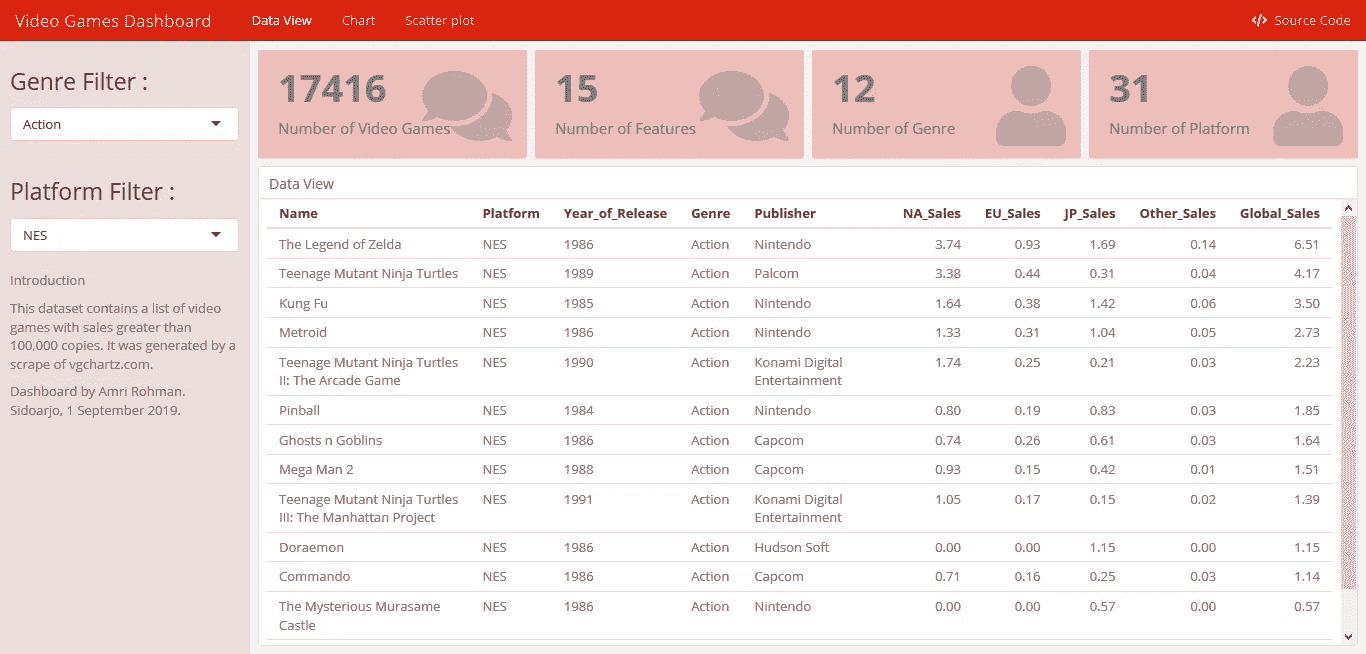 Video Games Dashboard Data View Chart Scatter plot </> Source Code
Genre Filter :
Action
Platform Filter :
NES
Introduction
This dataset contains a list of video
games with sales greater than
100,000 copies. It was generated by a
scrape of vgchartz.com.
Dashboard by Amri Rohman.
Sidoarjo, 1 September 2019.
17416
Number of Video Games
15
Number of Features
12
Number of Genre
31
Number of Platform
Data View
Name Platform Year_of_Release Genre Publisher NA_Sales EU_Sales JP_Sales Other_Sales Global_Sales
The Legend of Zelda NES 1986 Action Nintendo 3.74 0.93 1.69 0.14 6.51
Teenage Mutant Ninja Turtles NES 1989 Action Palcom 3.38 0.44 0.31 0.04 4.17
Kung Fu NES 1985 Action Nintendo 1.64 0.38 1.42 0.06 3.50
Metroid NES 1986 Action Nintendo 1.33 0.31 1.04 0.05 2.73
Teenage Mutant Ninja Turtles NES 1990 Action Konami Digital 1.74 0.25 0.21 0.03 2.23
II: The Arcade Game Entertainment
Pinball NES 1984 Action Nintendo 0.80 0.19 0.83 0.03 1.85
Ghosts n Goblins NES 1986 Action Capcom 0.74 0.26 0.61 0.03 1.64
Mega Man 2 NES 1988 Action Capcom 0.93 0.15 0.42 0.01 1.51
Teenage Mutant Ninja Turtles NES 1991 Action Konami Digital 1.05 0.17 0.15 0.02 1.39
III: The Manhattan Project Entertainment
Doraemon NES 1986 Action Hudson Soft 0.00 0.00 1.15 0.00 1.15
Commando NES 1986 Action Capcom 0.71 0.16 0.25 0.03 1.14
The Mysterious Murasame NES 1986 Action Nintendo 0.00 0.00 0.57 0.00 0.57
Castle